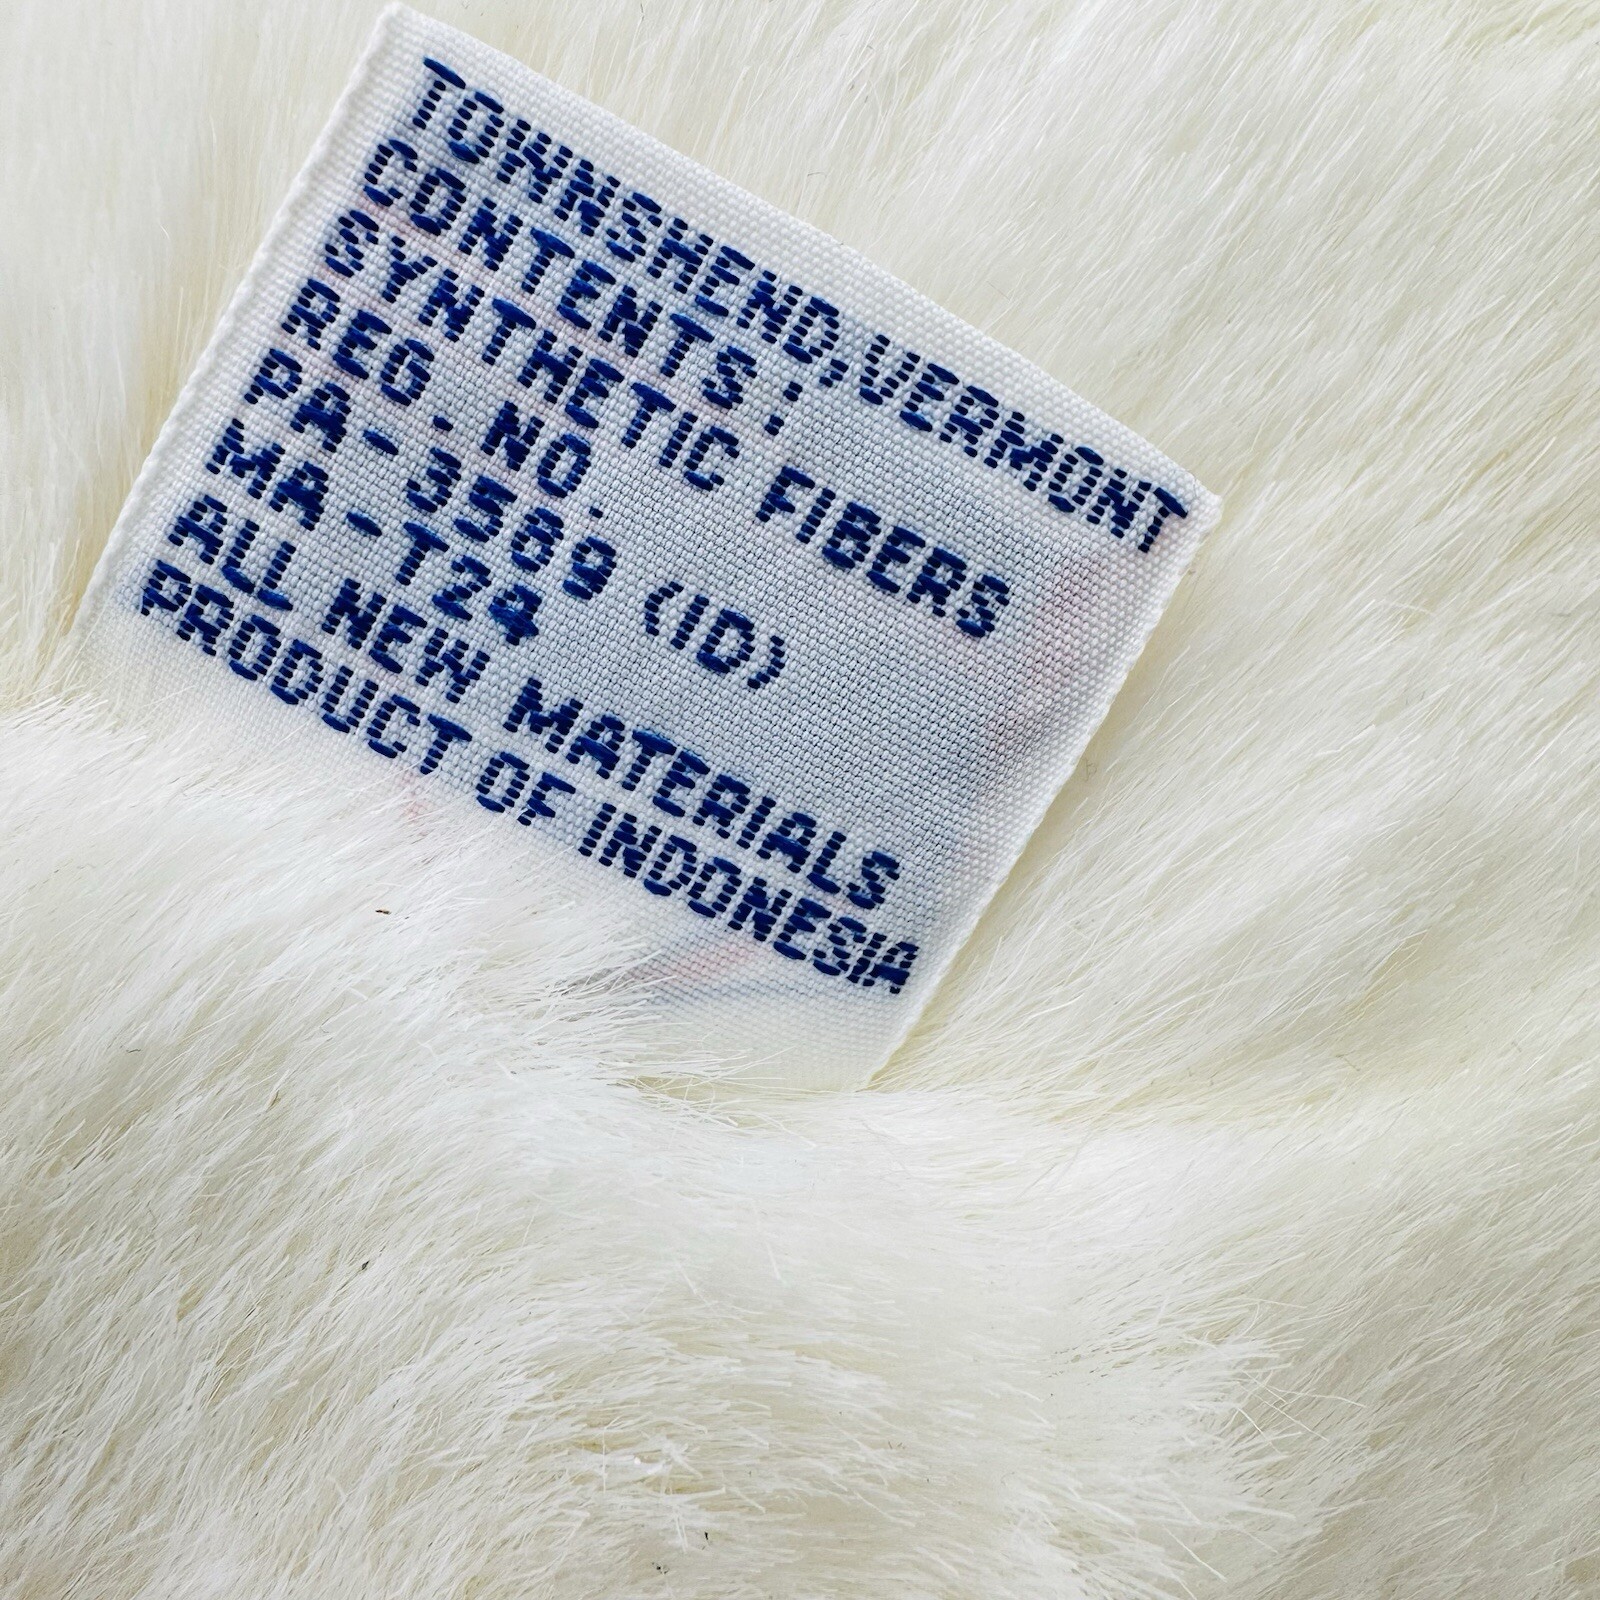 TOWNSHEND,VERMONT
CONTENTS:
SYNTHETIC FIBERS
REG. NO.
PA-3569 (ID)
MA-T24
ALL NEW MATERIALS
PRODUCT OF INDONESIA